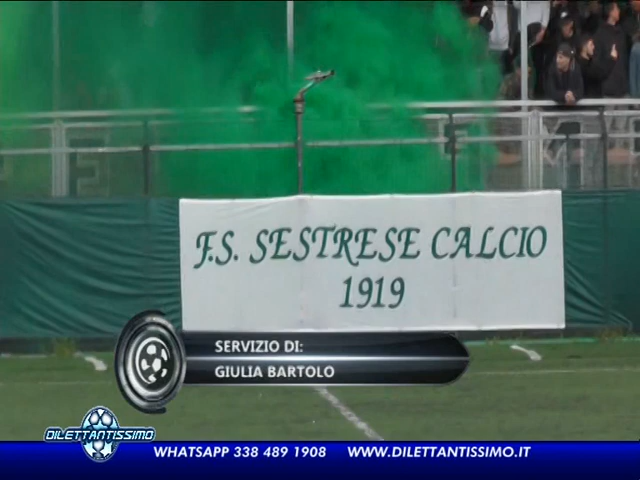 F.S. SESTRESE CALCIO
1919
SERVIZIO DI:
GIULIA BARTOLO
DILETTANTISSIMO
WHATSAPP 338 489 1908 WWW.DILETTANTISSIMO.IT